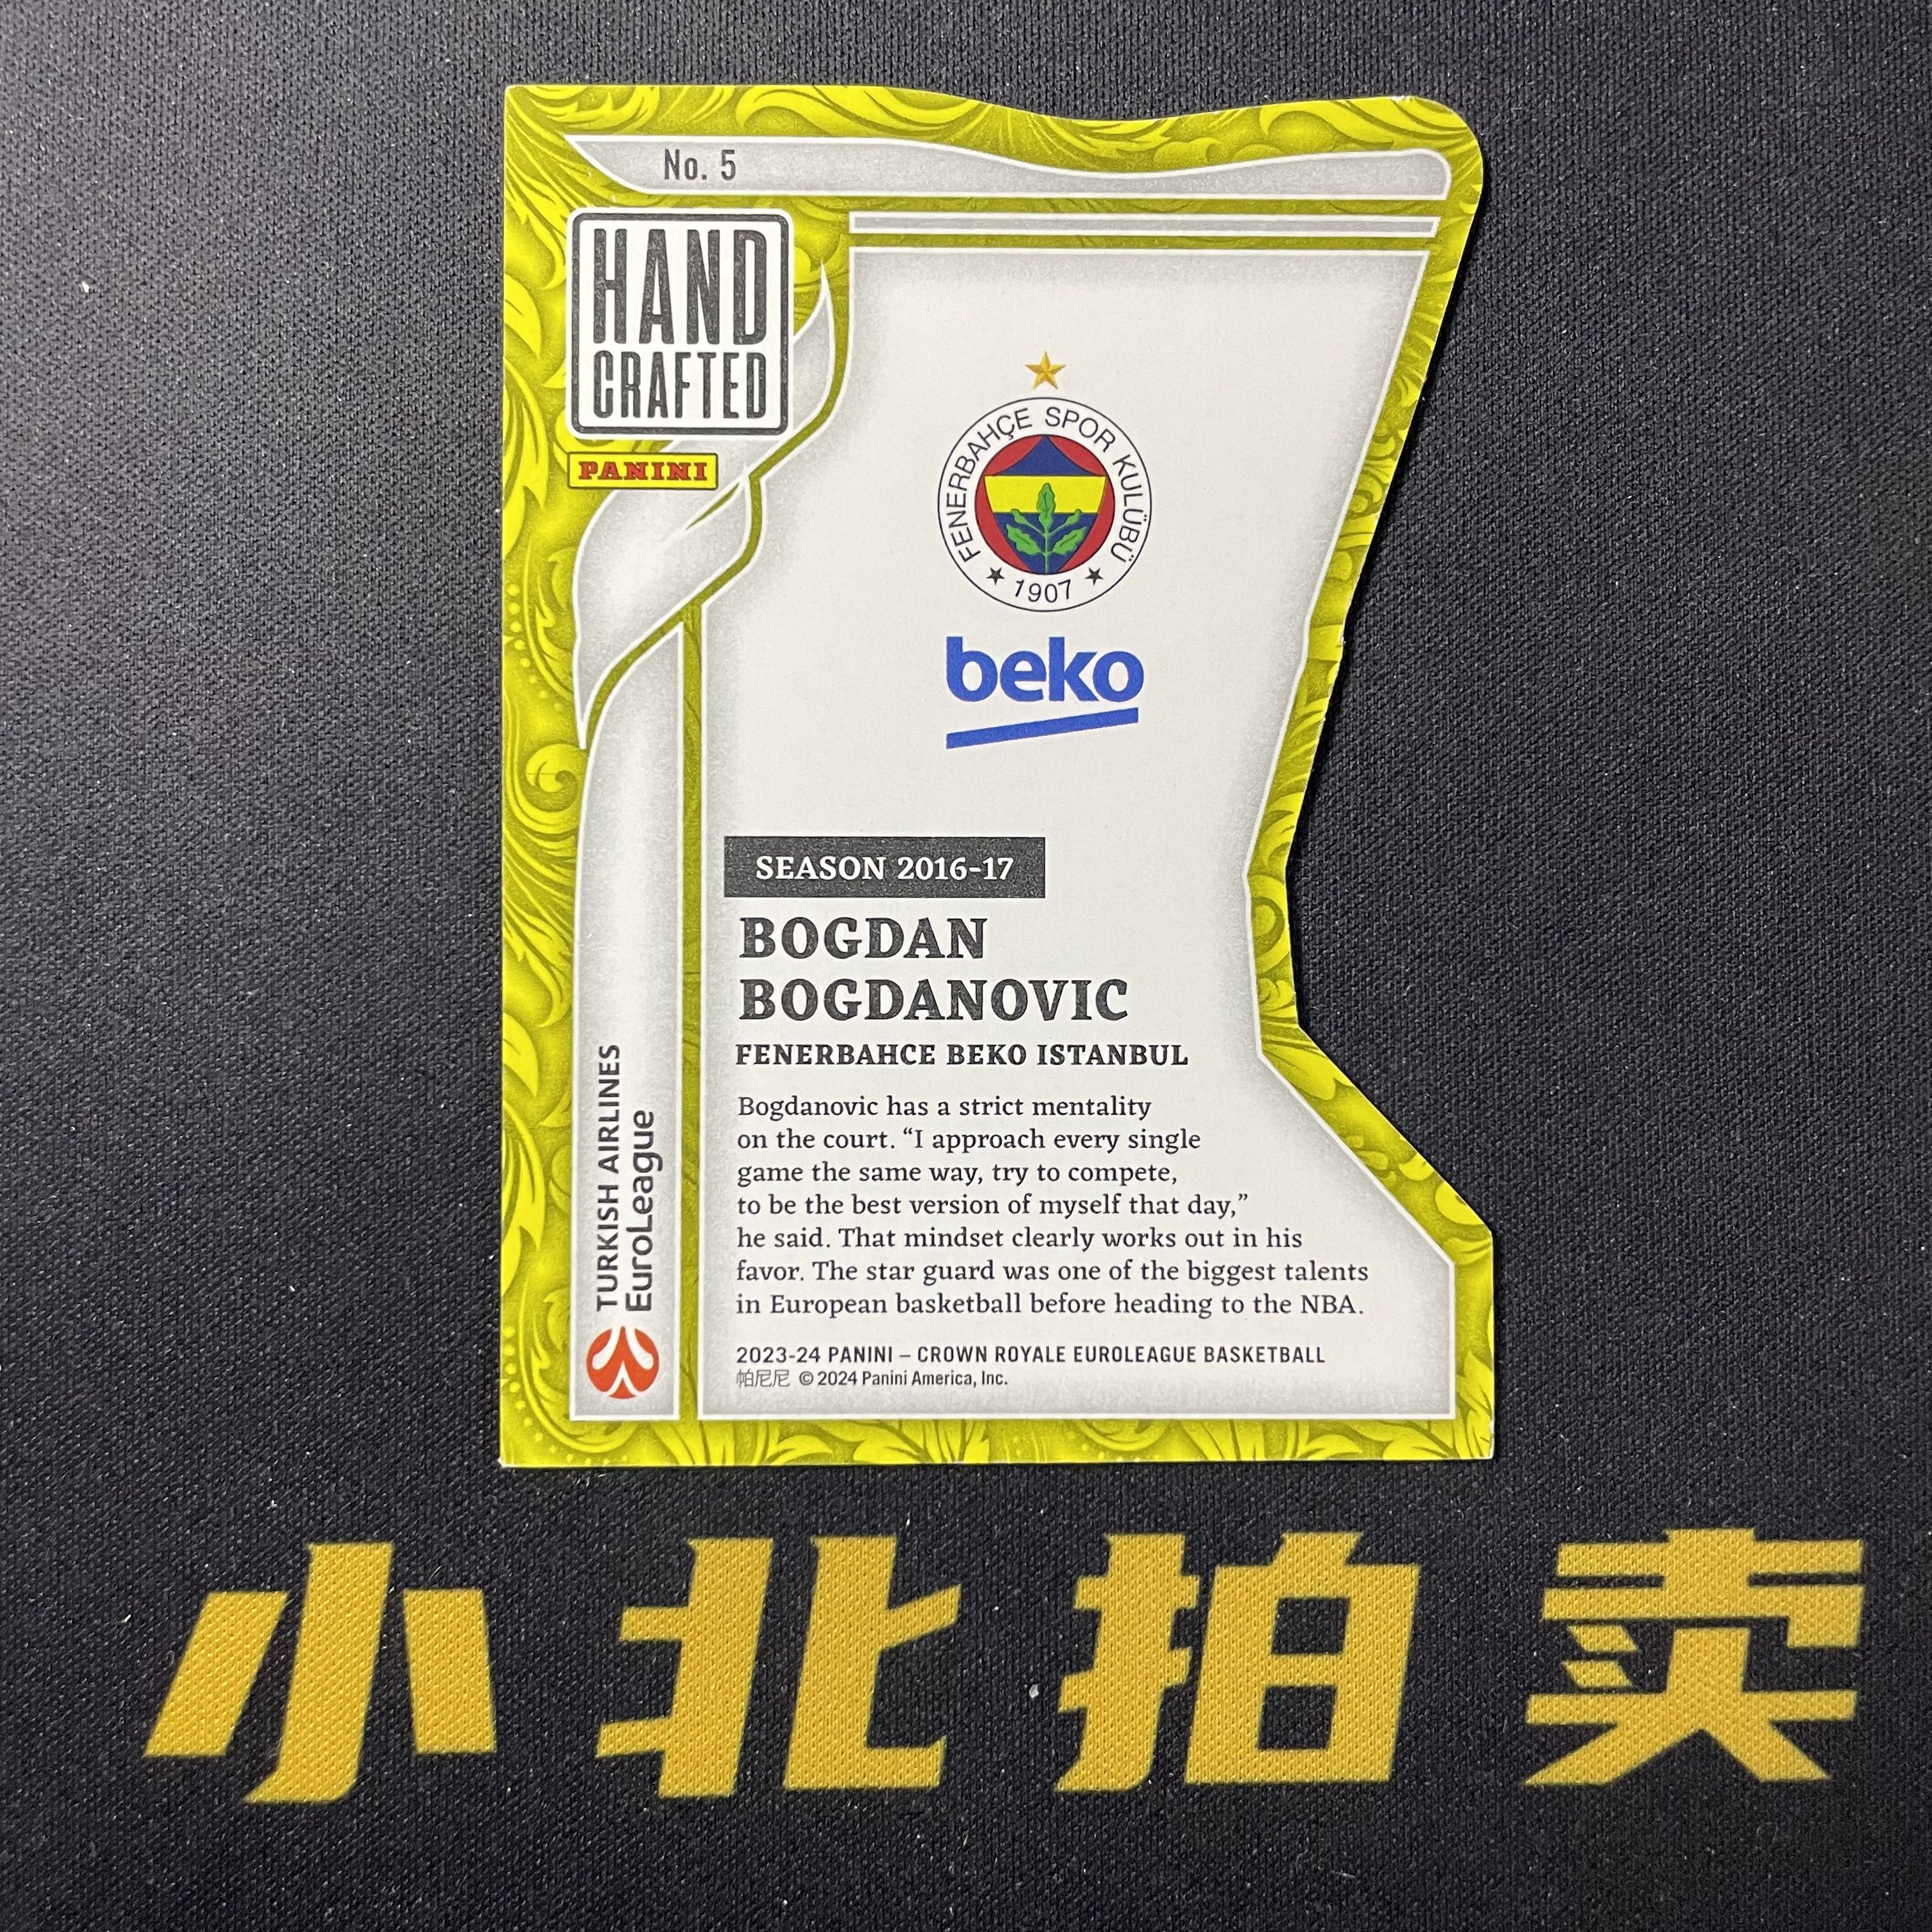 No. 5
HAND
CRAFTED
PANINI
FENERBAHÇE SPOR KULÜBÜ
★ 1907 ★
beko
SEASON 2016-17
BOGDAN
BOGDANOVIC
FENERBAHCE BEKO ISTANBUL
Bogdanovic has a strict mentality
on the court. “I approach every single
game the same way, try to compete,
to be the best version of myself that day,”
he said. That mindset clearly works out in his
favor. The star guard was one of the biggest talents
in European basketball before heading to the NBA.
2023-24 PANINI – CROWN ROYALE EUROLEAGUE BASKETBALL
帕尼尼 © 2024 Panini America, Inc.
TURKISH AIRLINES
EuroLeague
小北拍卖